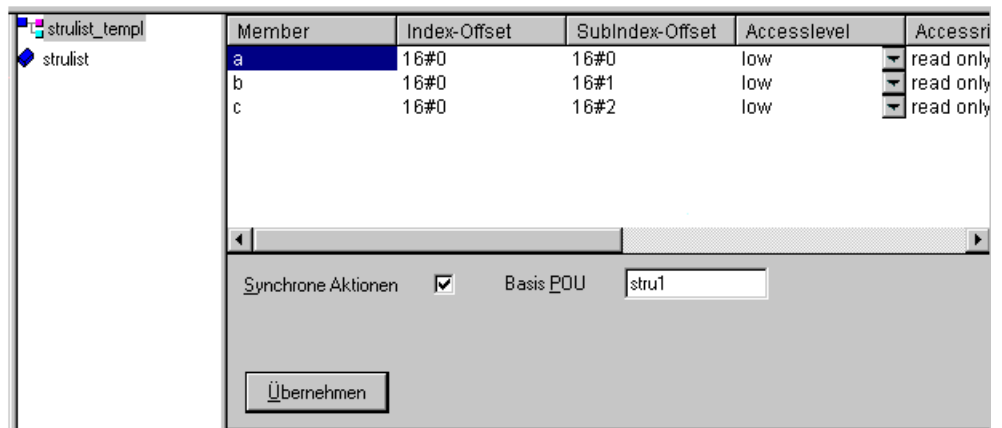 strulist_templ
strulist
Member Index-Offset SubIndex-Offset Accesslevel Accessri
a 16#0 16#0 low read only
b 16#0 16#1 low read only
c 16#0 16#2 low read only
Synchrone Aktionen Basis POU stru1
Übernehmen